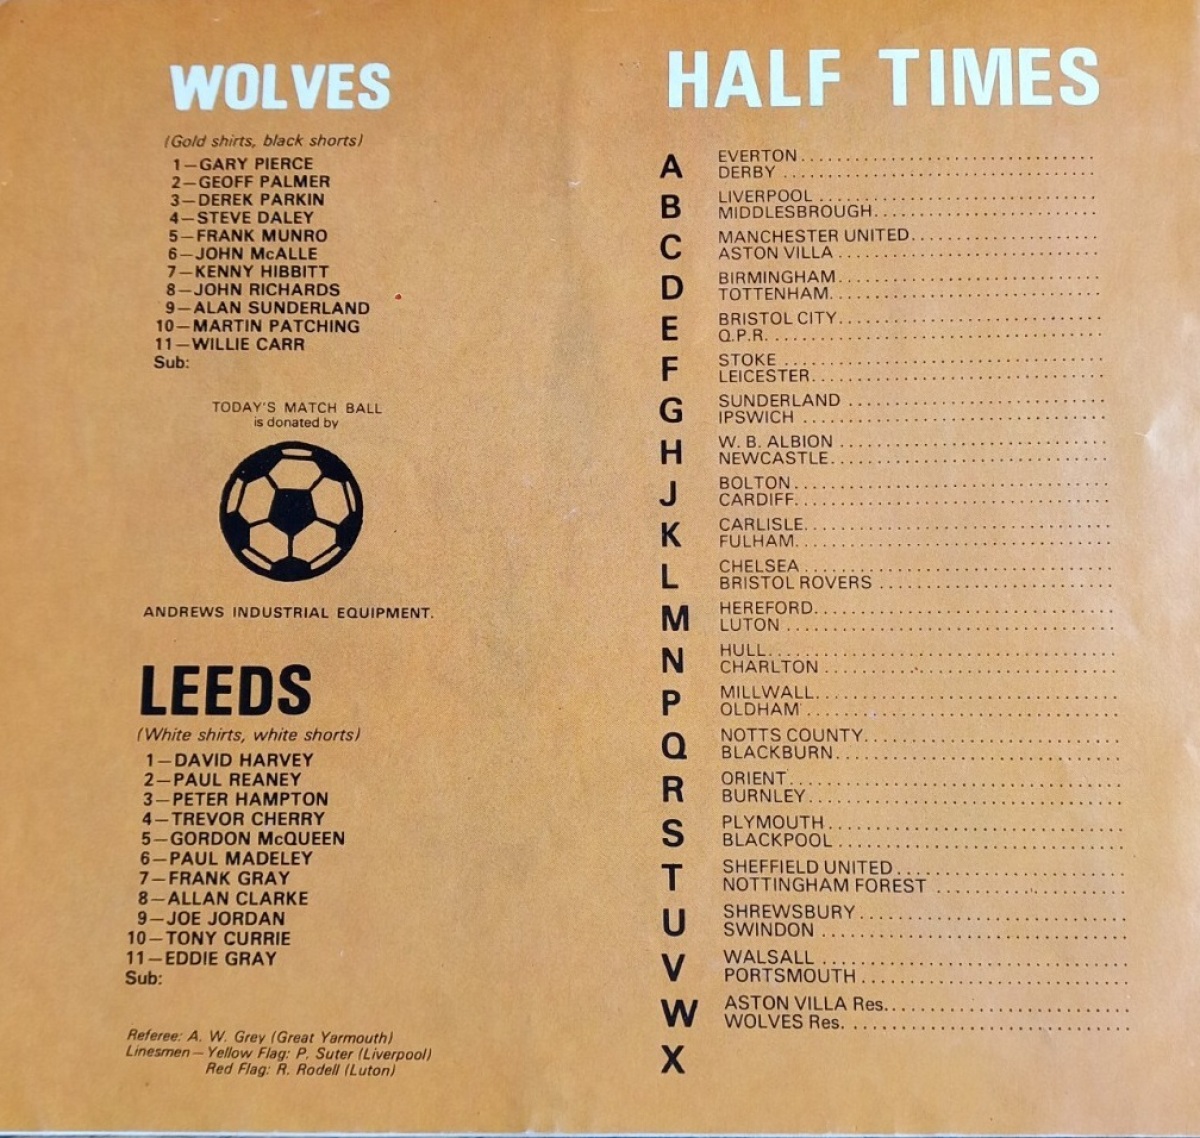 WOLVES
(Gold shirts, black shorts)
1—GARY PIERCE
2—GEOFF PALMER
3—DEREK PARKIN
4—STEVE DALEY
5—FRANK MUNRO
6—JOHN McALLE
7—KENNY HIBBITT
8—JOHN RICHARDS
9—ALAN SUNDERLAND
10—MARTIN PATCHING
11—WILLIE CARR
Sub:
TODAY'S MATCH BALL
is donated by
ANDREWS INDUSTRIAL EQUIPMENT.
LEEDS
(White shirts, white shorts)
1—DAVID HARVEY
2—PAUL REANEY
3—PETER HAMPTON
4—TREVOR CHERRY
5—GORDON McQUEEN
6—PAUL MADELEY
7—FRANK GRAY
8—ALLAN CLARKE
9—JOE JORDAN
10—TONY CURRIE
11—EDDIE GRAY
Sub:
Referee: A. W. Grey (Great Yarmouth)
Linesmen—Yellow Flag: P. Suter (Liverpool)
Red Flag: R. Rodell (Luton)
HALF TIMES
A
EVERTON
DERBY
B
LIVERPOOL
MIDDLESBROUGH
C
MANCHESTER UNITED
ASTON VILLA
D
BIRMINGHAM
TOTTENHAM
E
BRISTOL CITY
Q.P.R.
F
STOKE
LEICESTER
G
SUNDERLAND
IPSWICH
H
W. B. ALBION
NEWCASTLE
J
BOLTON
CARDIFF
K
CARLISLE
FULHAM
L
CHELSEA
BRISTOL ROVERS
M
HEREFORD
LUTON
N
HULL
CHARLTON
P
MILLWALL
OLDHAM
Q
NOTTS COUNTY
BLACKBURN
R
ORIENT
BURNLEY
S
PLYMOUTH
BLACKPOOL
T
SHEFFIELD UNITED
NOTTINGHAM FOREST
U
SHREWSBURY
SWINDON
V
WALSALL
PORTSMOUTH
W
ASTON VILLA Res.
WOLVES Res.
X